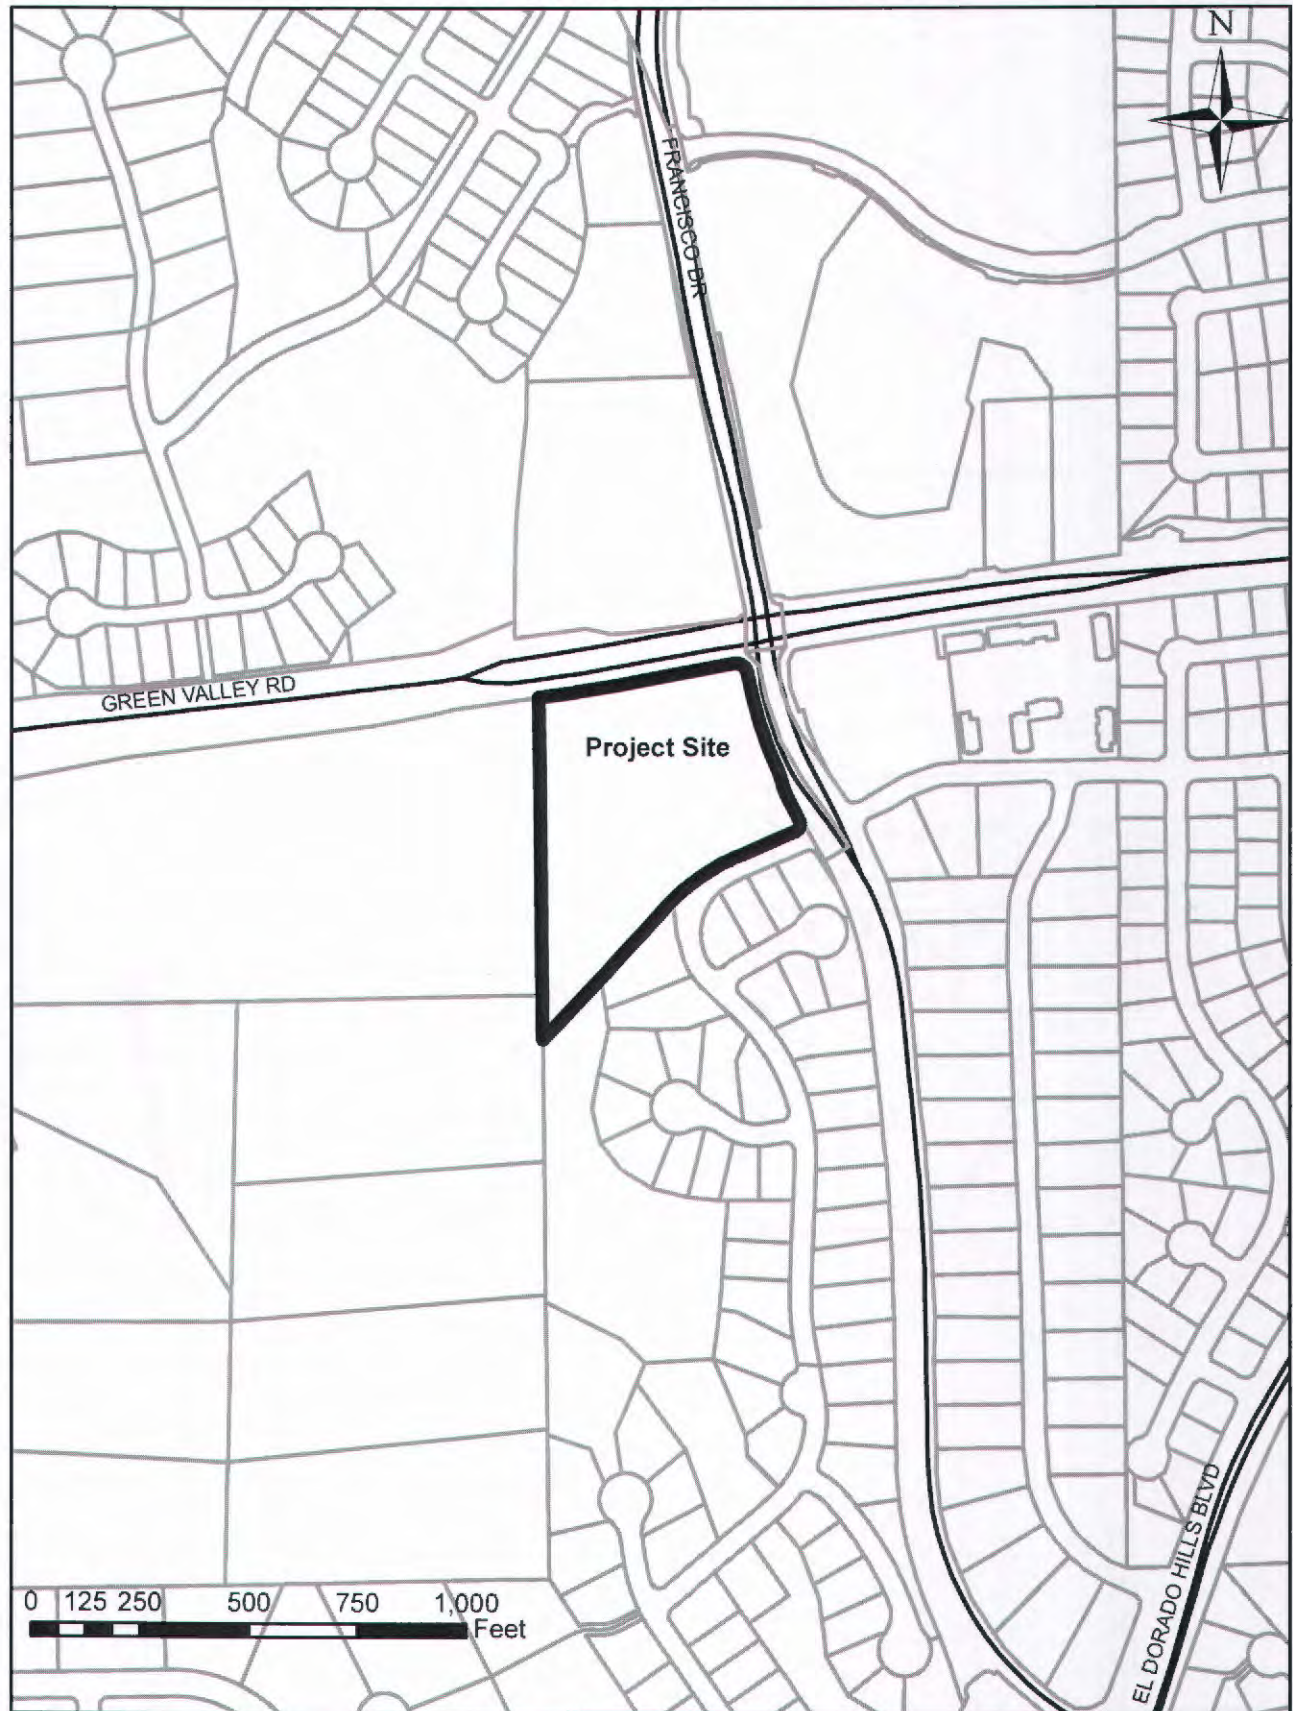 N
FRANCISCO DR
GREEN VALLEY RD
Project Site
EL DORADO HILLS BLVD
0 125 250 500 750 1,000
Feet